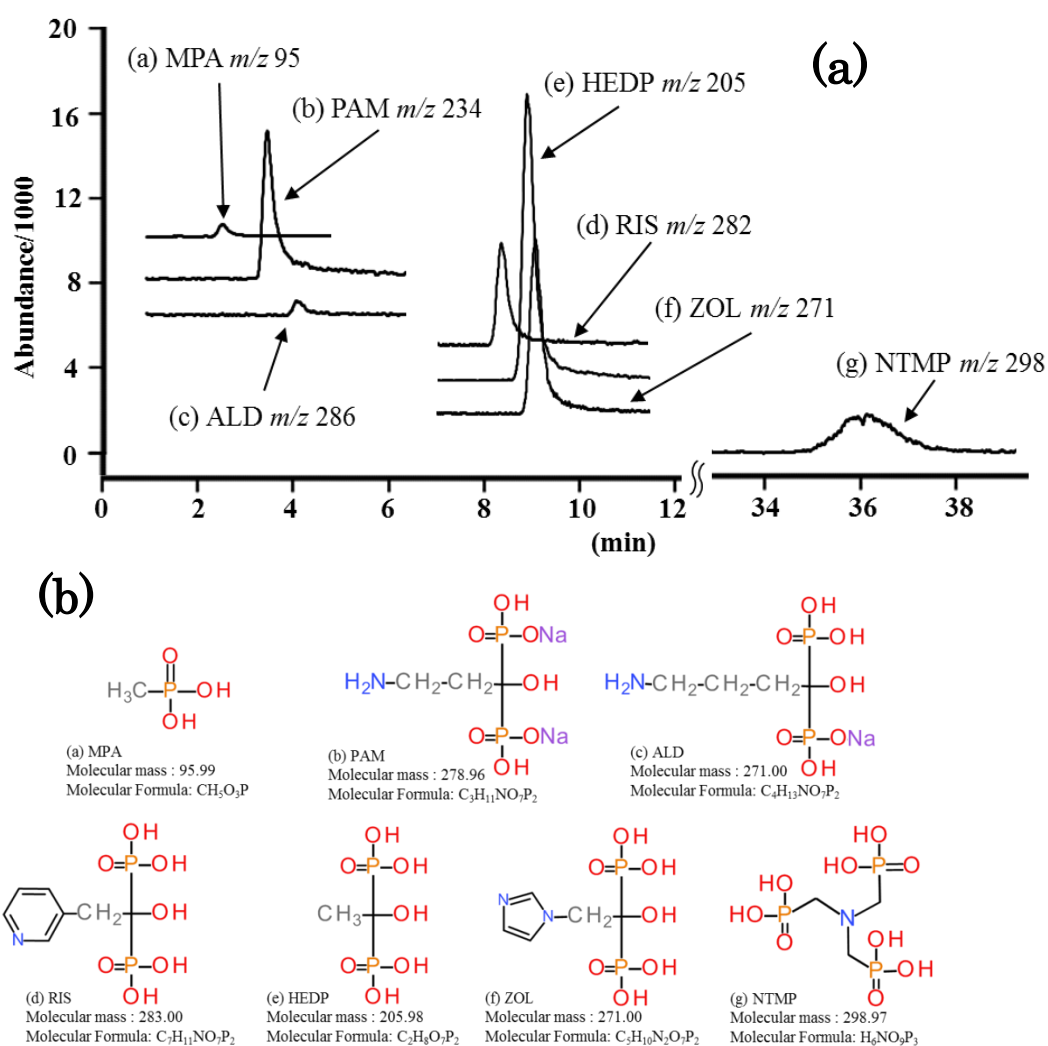 (a)
20
16
12
8
4
0
Abundance/1000
(a) MPA m/z 95
(b) PAM m/z 234
(c) ALD m/z 286
(e) HEDP m/z 205
(d) RIS m/z 282
(f) ZOL m/z 271
(g) NTMP m/z 298
0 2 4 8 10 12 34 36 38
(min)
(b)
O
H₃C P OH
OH
(a) MPA
Molecular mass : 95.99
Molecular Formula: CH₅O₃P
OH
O=P–ONa
H₂N–CH₂–CH₂ OH
O=P–ONa
OH
(b) PAM
Molecular mass : 278.96
Molecular Formula: C₃H₁₁NO₇P₂
OH
O=P–OH
H₂N–CH₂–CH₂–CH₂ OH
O=P–ONa
OH
(c) ALD
Molecular mass : 271.00
Molecular Formula: C₄H₁₃NO₇P₂
OH
O=P–OH
N CH₂ OH
O=P–OH
OH
(d) RIS
Molecular mass : 283.00
Molecular Formula: C₇H₁₁NO₇P₂
OH
O=P–OH
CH₃ OH
O=P–OH
OH
(e) HEDP
Molecular mass : 205.98
Molecular Formula: C₂H₈O₇P₂
OH
O=P–OH
N N–CH₂ OH
O=P–OH
OH
(f) ZOL
Molecular mass : 271.00
Molecular Formula: C₅H₁₀N₂O₇P₂
HO
HO–P=O
HO
HO–P N
O OH
P–OH
O
(g) NTMP
Molecular mass : 298.97
Molecular Formula: H₆NO₉P₃